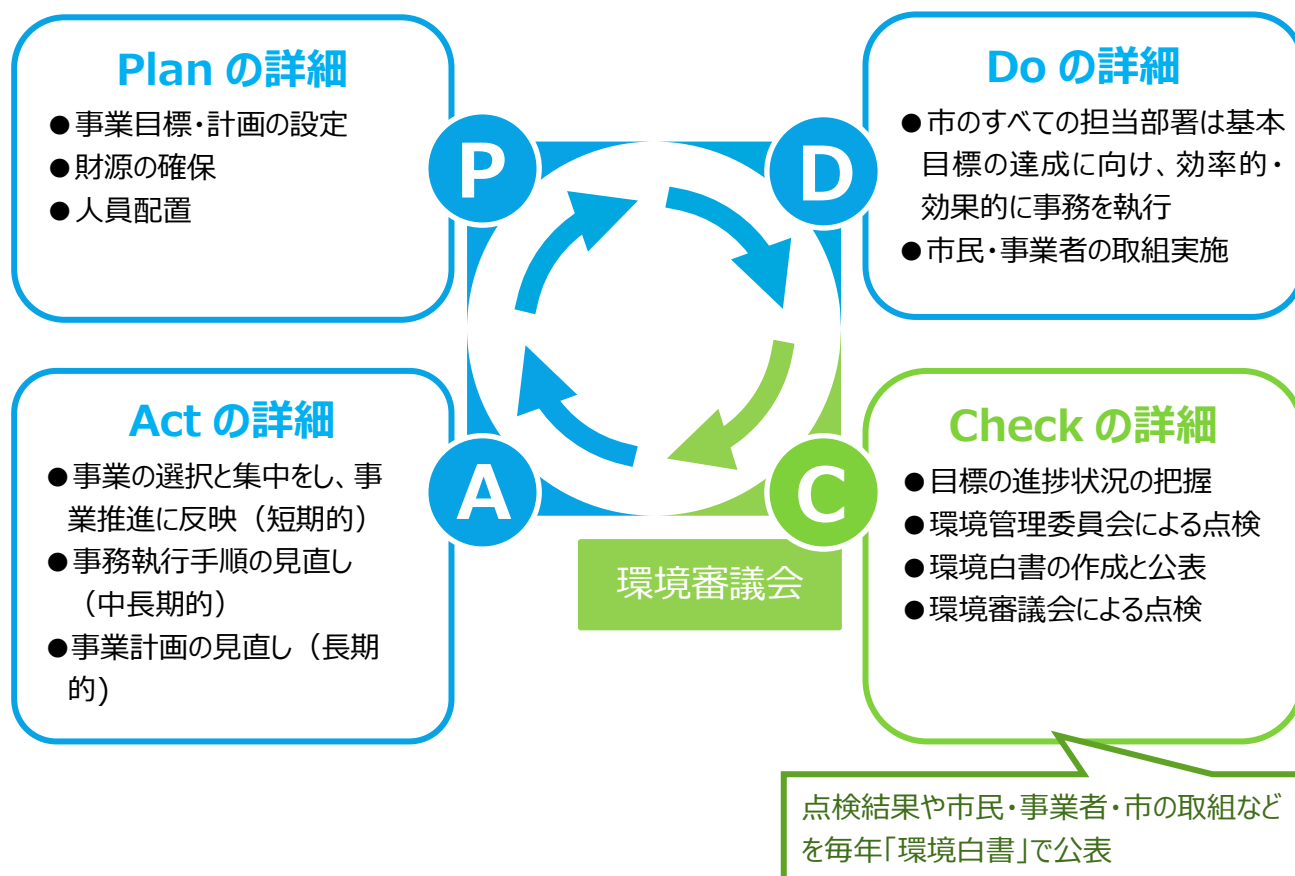 Plan の詳細
●事業目標・計画の設定
●財源の確保
●人員配置
P
D
Do の詳細
●市のすべての担当部署は基本
目標の達成に向け、効率的・
効果的に事務を執行
●市民・事業者の取組実施
Act の詳細
●事業の選択と集中をし、事
業推進に反映（短期的）
●事務執行手順の見直し
（中長期的）
●事業計画の見直し（長期
的)
A
C
環境審議会
Check の詳細
●目標の進捗状況の把握
●環境管理委員会による点検
●環境白書の作成と公表
●環境審議会による点検
点検結果や市民・事業者・市の取組など
を毎年「環境白書」で公表